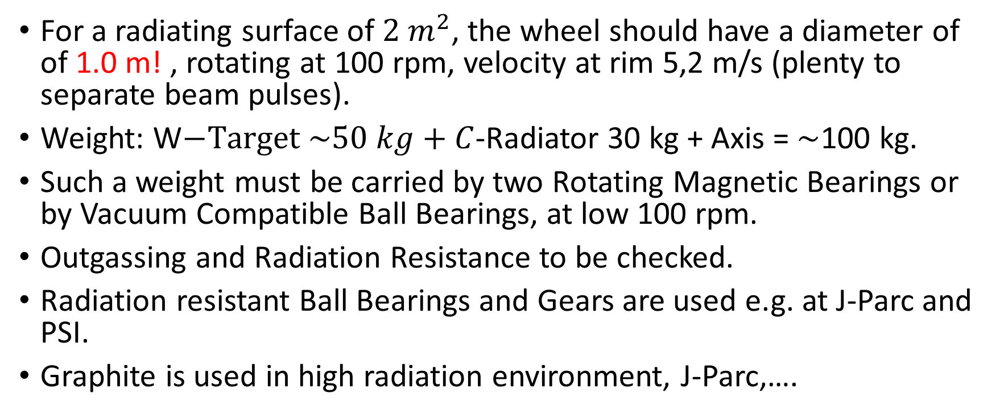 • For a radiating surface of 2 m², the wheel should have a diameter of
of 1.0 m! , rotating at 100 rpm, velocity at rim 5,2 m/s (plenty to
separate beam pulses).
• Weight: W−Target ~50 kg + C-Radiator 30 kg + Axis = ~100 kg.
• Such a weight must be carried by two Rotating Magnetic Bearings or
by Vacuum Compatible Ball Bearings, at low 100 rpm.
• Outgassing and Radiation Resistance to be checked.
• Radiation resistant Ball Bearings and Gears are used e.g. at J-Parc and
PSI.
• Graphite is used in high radiation environment, J-Parc,....